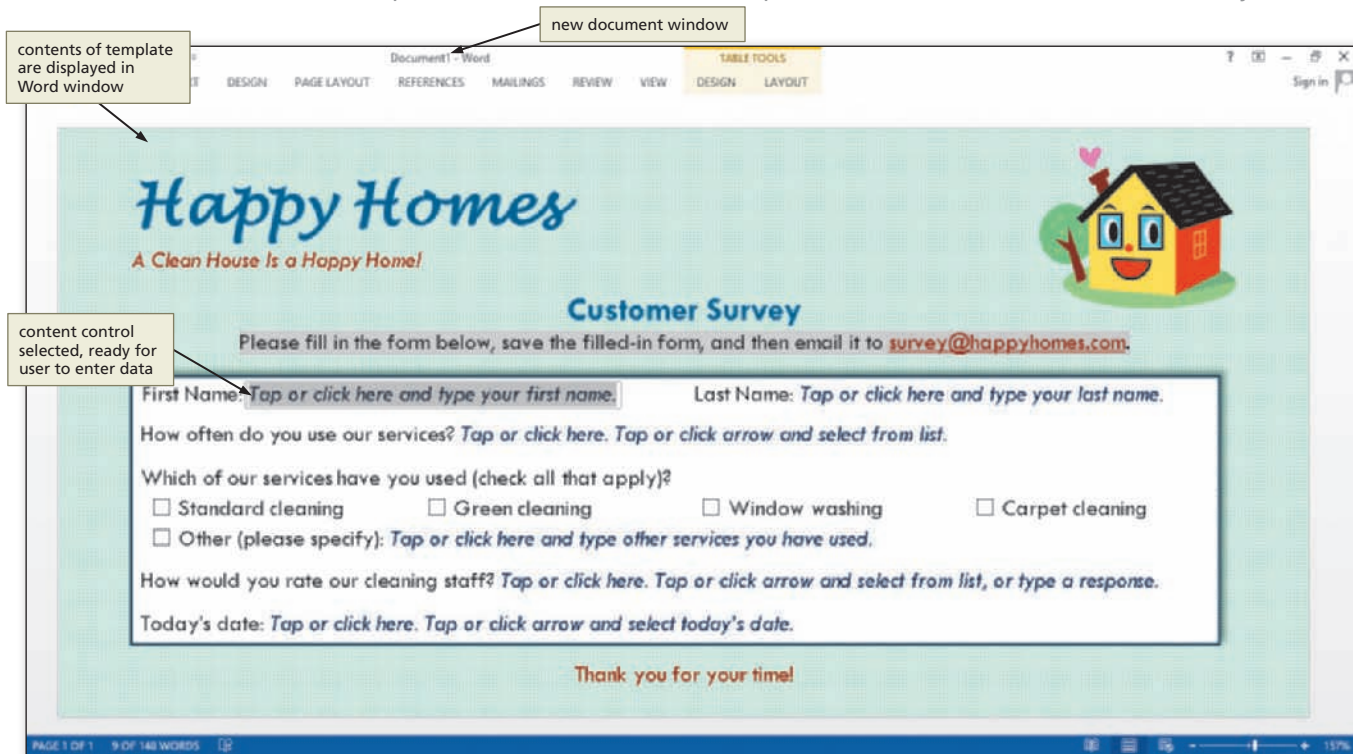 new document window
contents of template
are displayed in
Word window
Document1 - Word
TABLE TOOLS
?
DESIGN PAGE LAYOUT REFERENCES MAILINGS REVIEW VIEW DESIGN LAYOUT
Sign in
Happy Homes
A Clean House Is a Happy Home!
Customer Survey
Please fill in the form below, save the filled-in form, and then email it to survey@happyhomes.com.
content control
selected, ready for
user to enter data
First Name: Tap or click here and type your first name. Last Name: Tap or click here and type your last name.
How often do you use our services? Tap or click here. Tap or click arrow and select from list.
Which of our services have you used (check all that apply)?
☐ Standard cleaning ☐ Green cleaning ☐ Window washing ☐ Carpet cleaning
☐ Other (please specify): Tap or click here and type other services you have used.
How would you rate our cleaning staff? Tap or click here. Tap or click arrow and select from list, or type a response.
Today's date: Tap or click here. Tap or click arrow and select today's date.
Thank you for your time!
PAGE 1 OF 1 9 OF 148 WORDS 157%